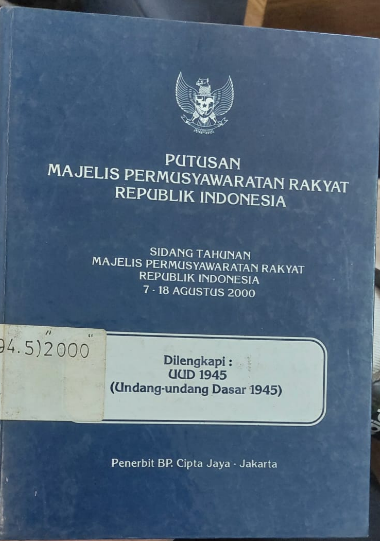 PUTUSAN
MAJELIS PERMUSYAWARATAN RAKYAT
REPUBLIK INDONESIA
SIDANG TAHUNAN
MAJELIS PERMUSYAWARATAN RAKYAT
REPUBLIK INDONESIA
7 - 18 AGUSTUS 2000
94.5)"2000"
Dilengkapi :
UUD 1945
(Undang-undang Dasar 1945)
Penerbit BP. Cipta Jaya - Jakarta